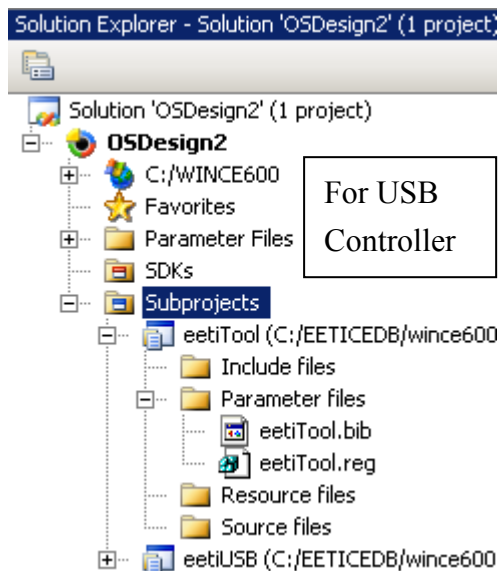 Solution Explorer - Solution 'OSDesign2' (1 project)
Solution 'OSDesign2' (1 project)
OSDesign2
C:/WINCE600
Favorites
Parameter Files
SDKs
Subprojects
eetiTool (C:/EETICEDB/wince600
Include files
Parameter files
eetiTool.bib
eetiTool.reg
Resource files
Source files
eetiUSB (C:/EETICEDB/wince600
For USB
Controller